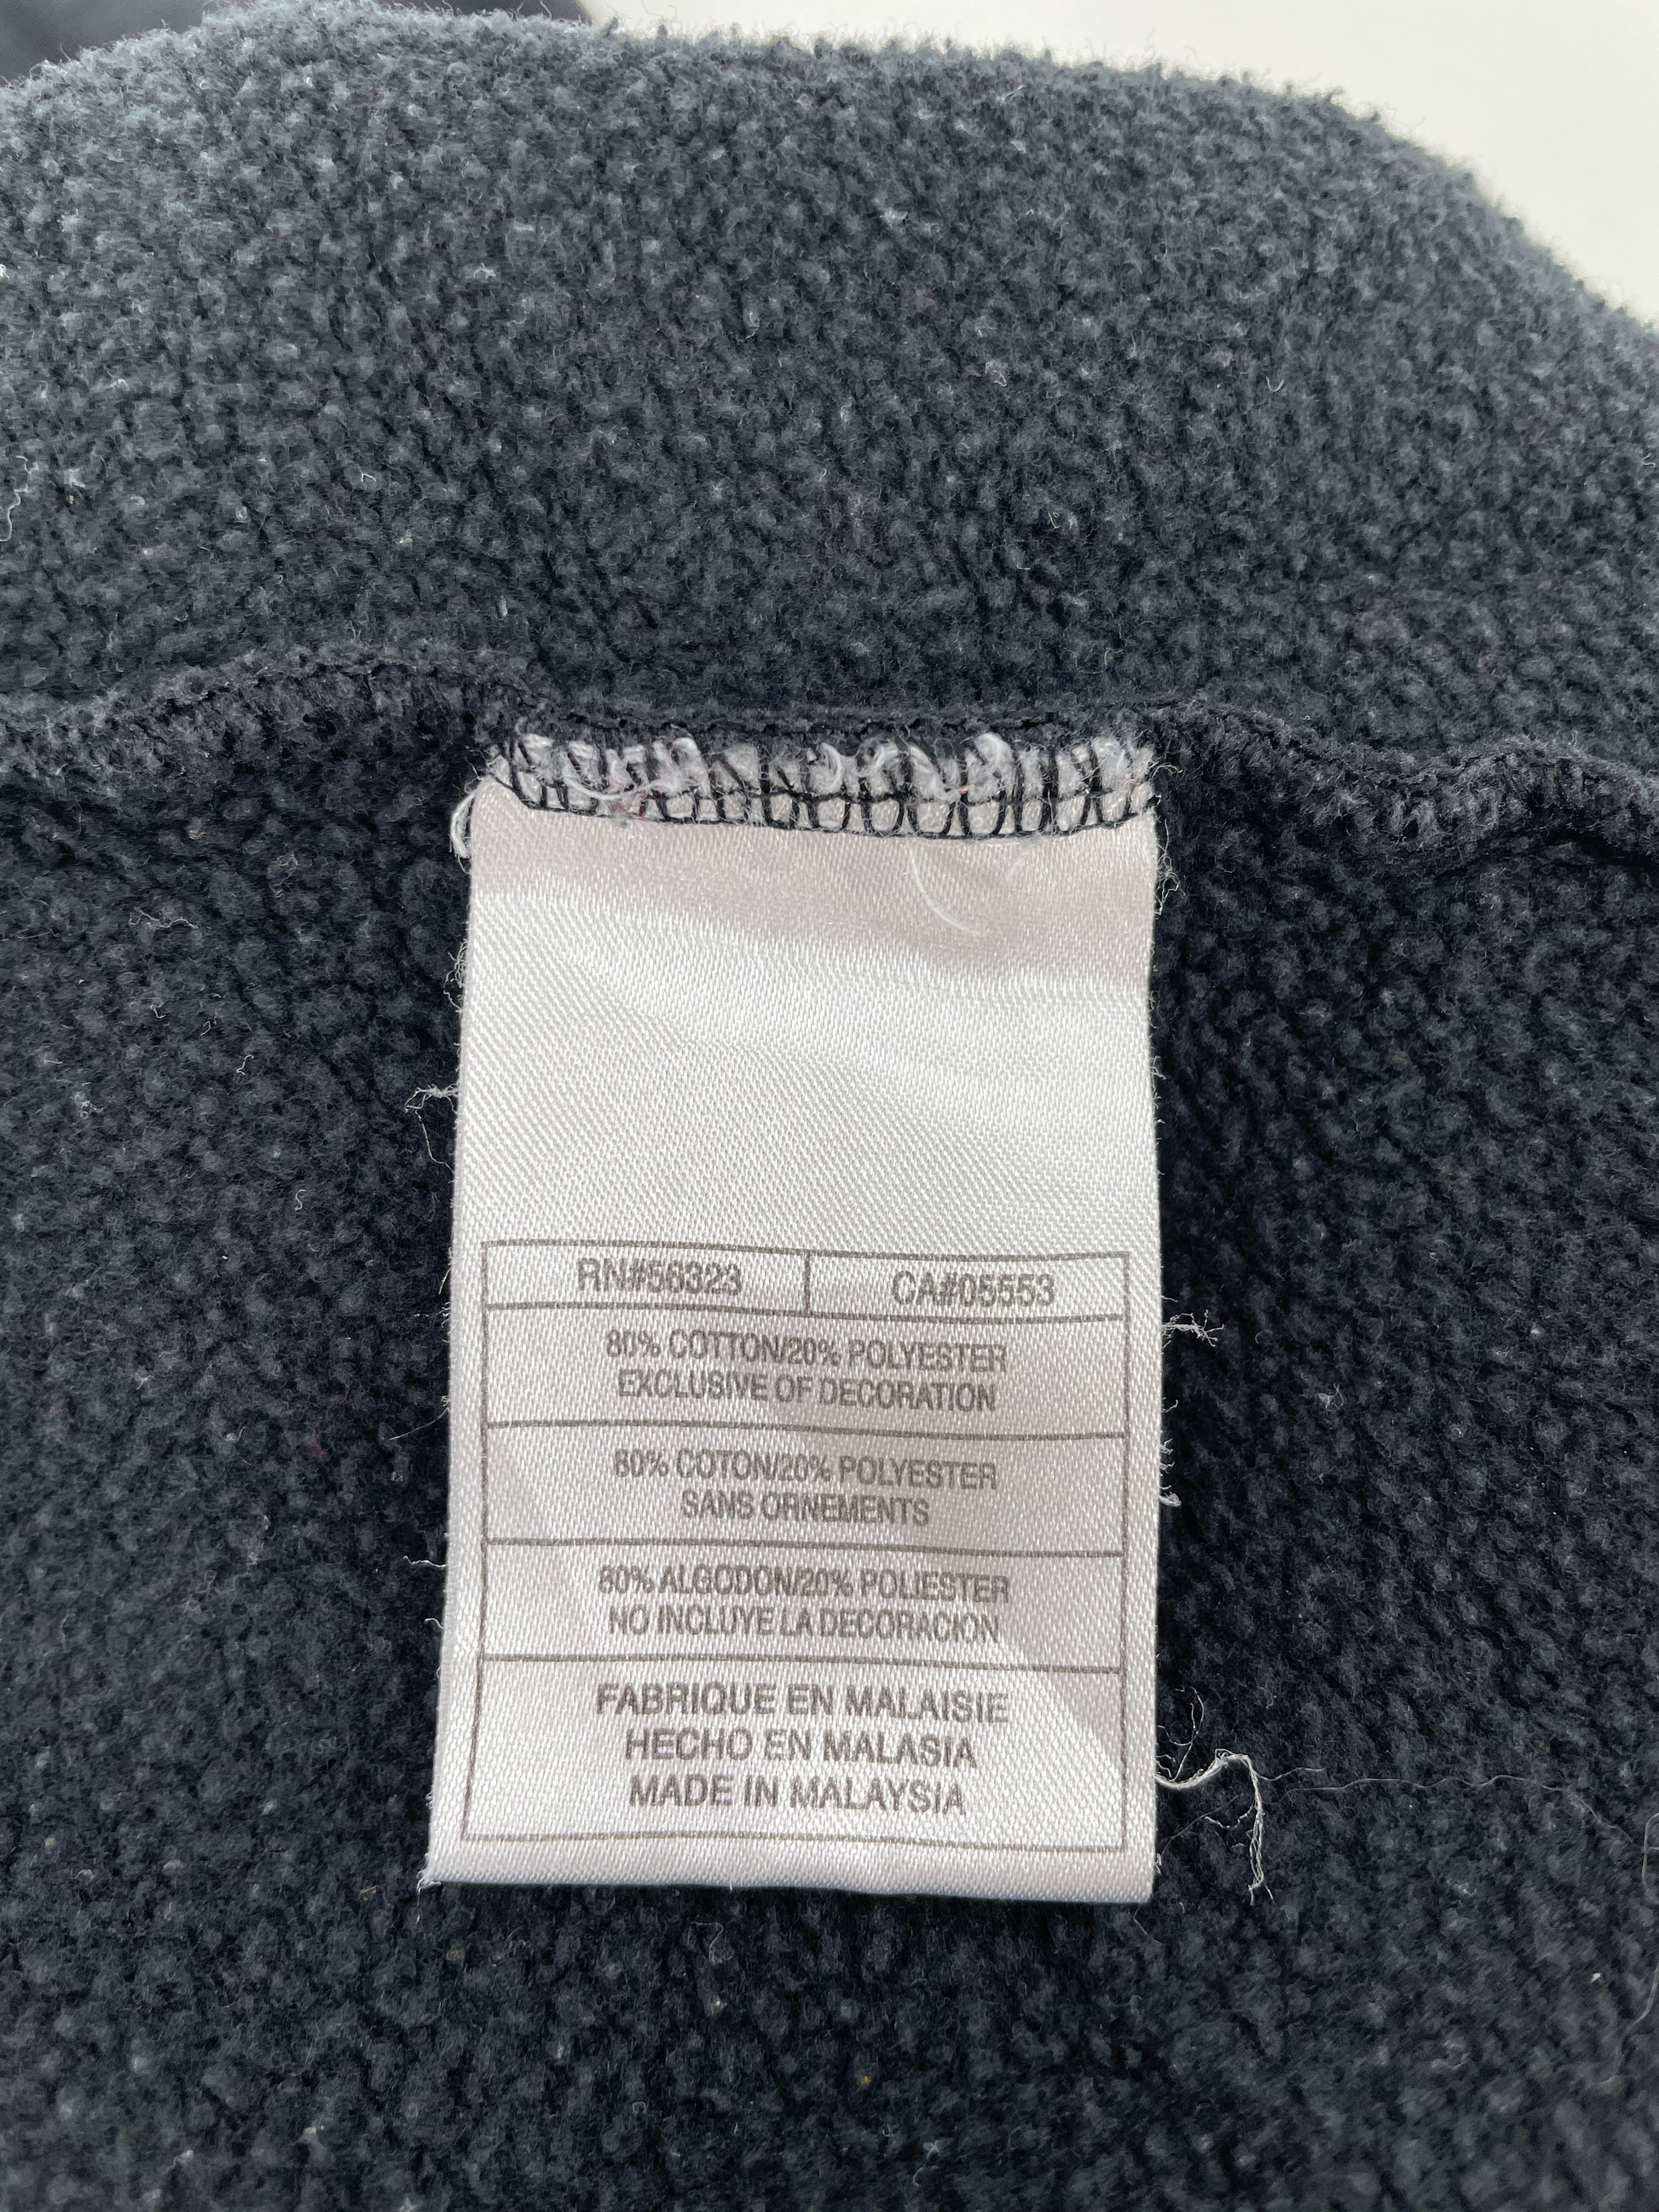 RN#56323 CA#05553
80% COTTON/20% POLYESTER
EXCLUSIVE OF DECORATION
80% COTON/20% POLYESTER
SANS ORNEMENTS
80% ALGODON/20% POLIESTER
NO INCLUYE LA DECORACION
FABRIQUE EN MALAISIE
HECHO EN MALASIA
MADE IN MALAYSIA